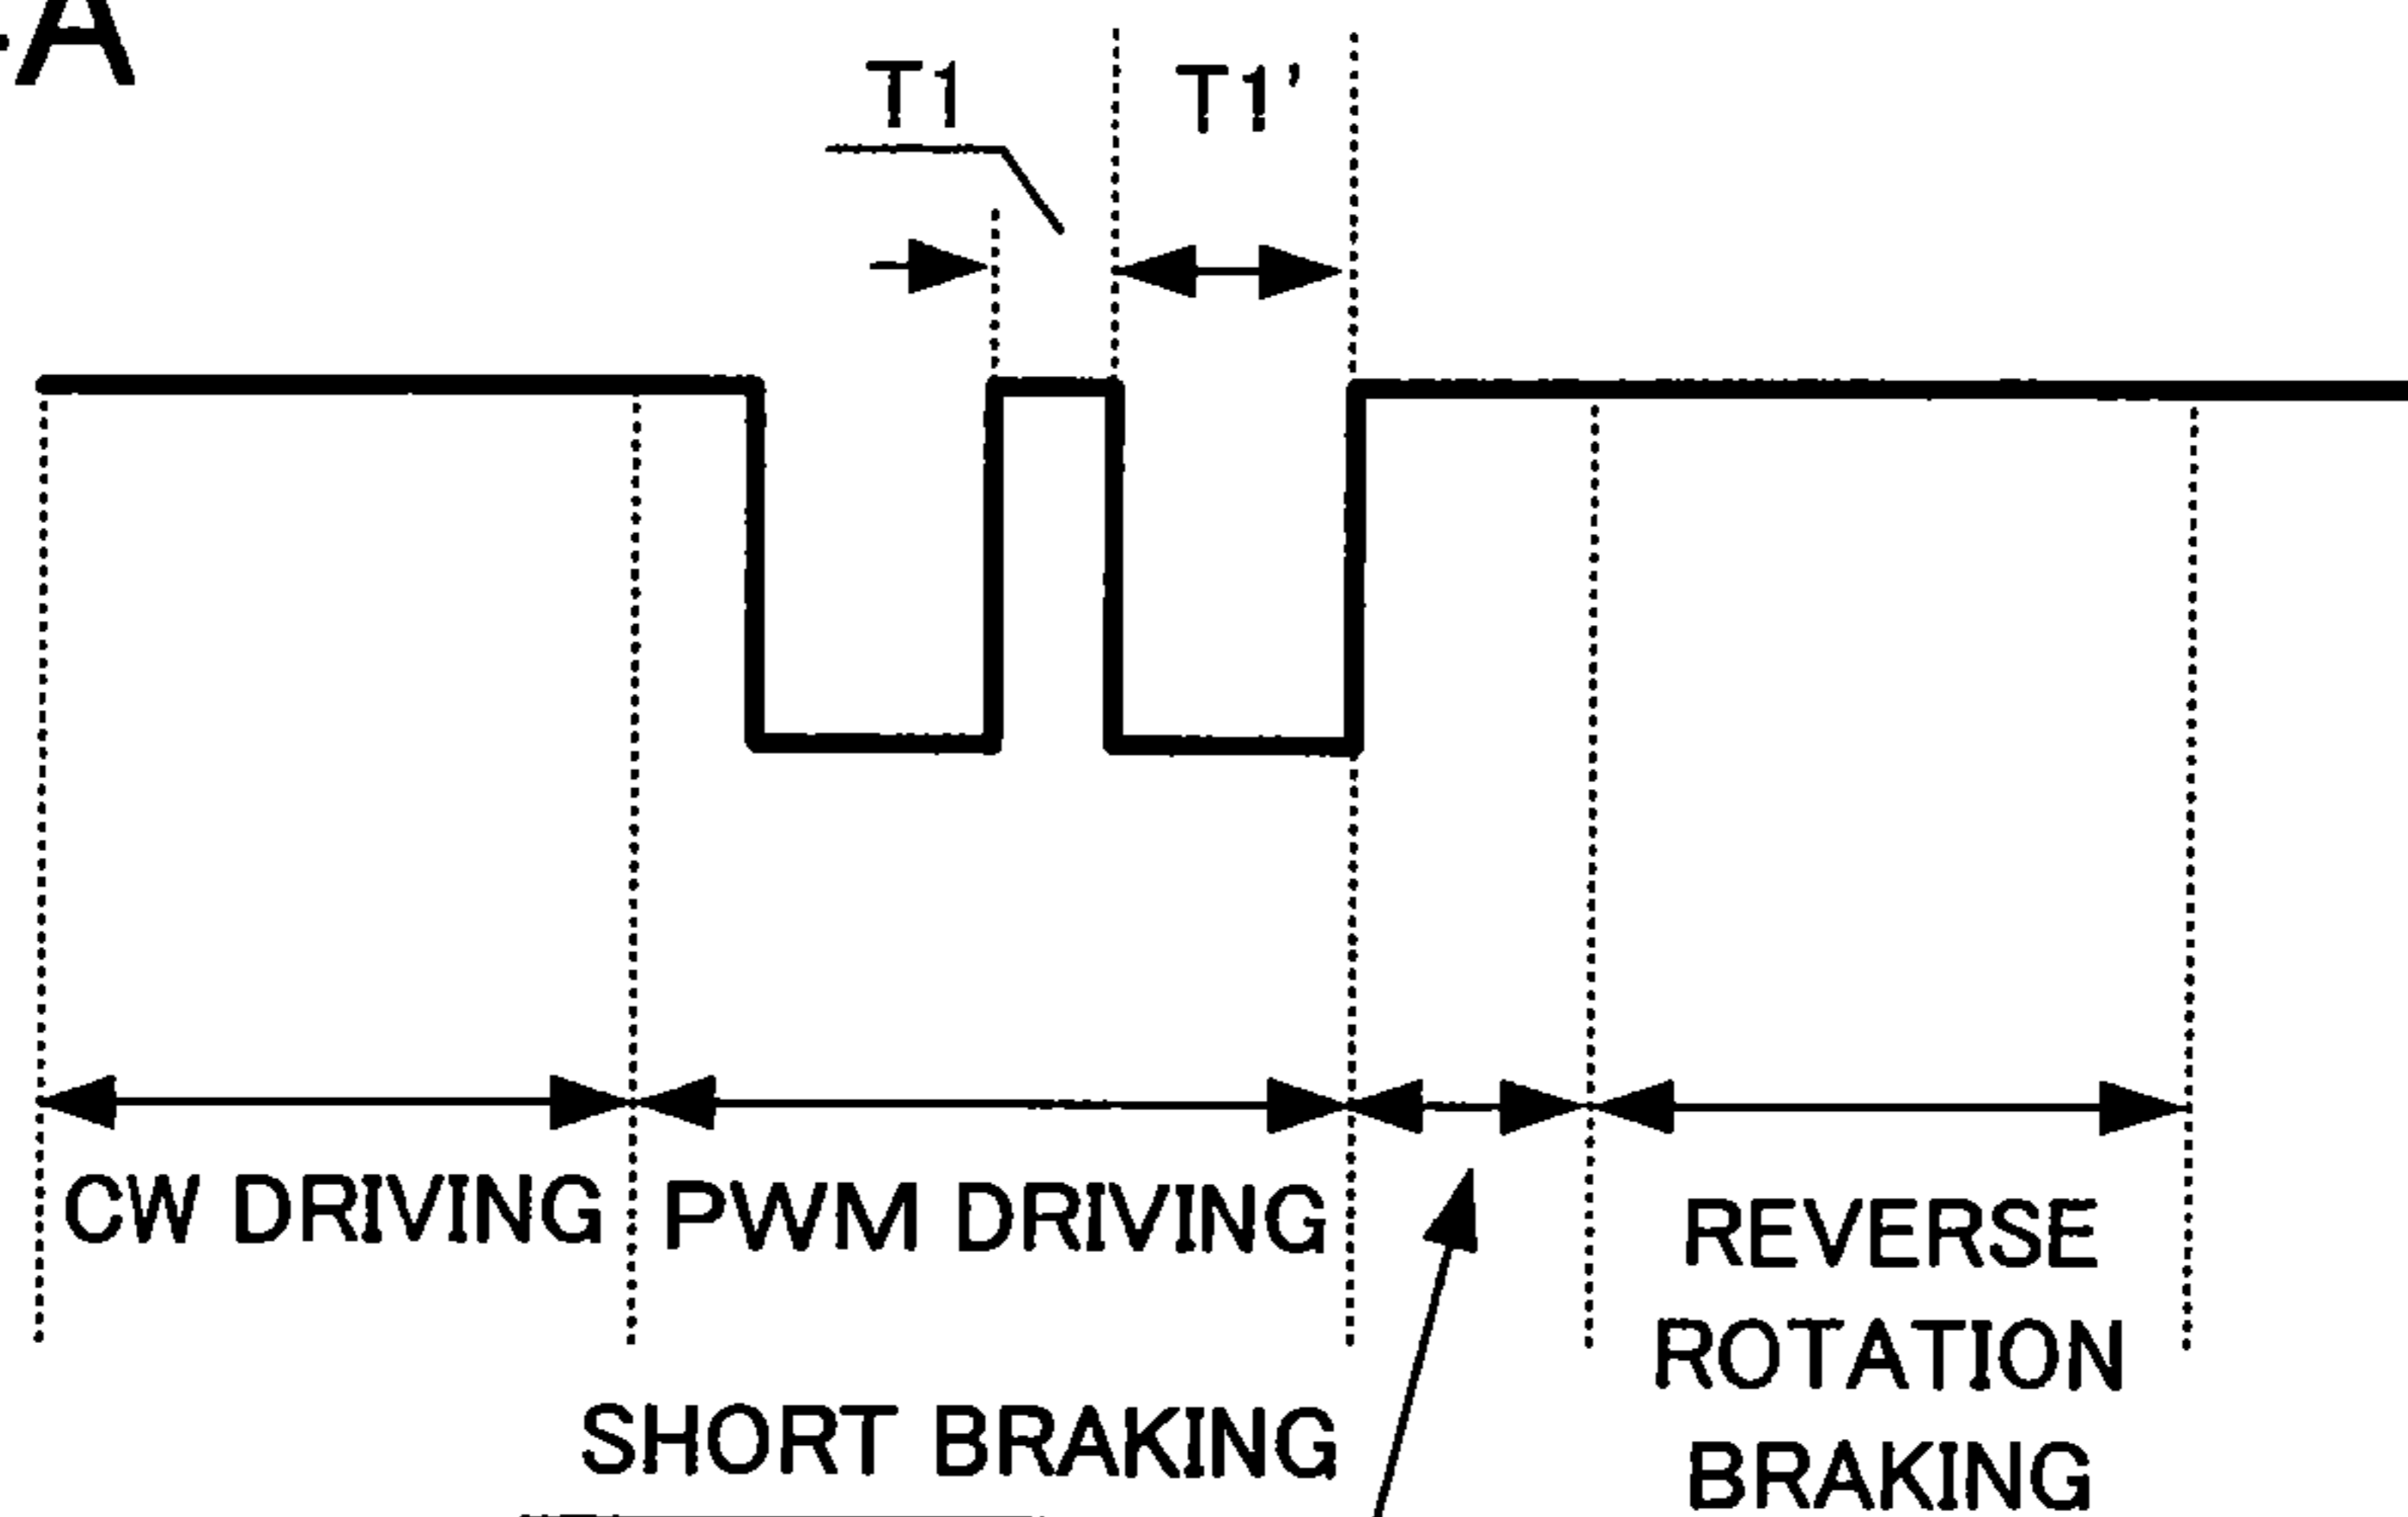 A
T1
T1'
CW DRIVING
PWM DRIVING
REVERSE
ROTATION
BRAKING
SHORT BRAKING